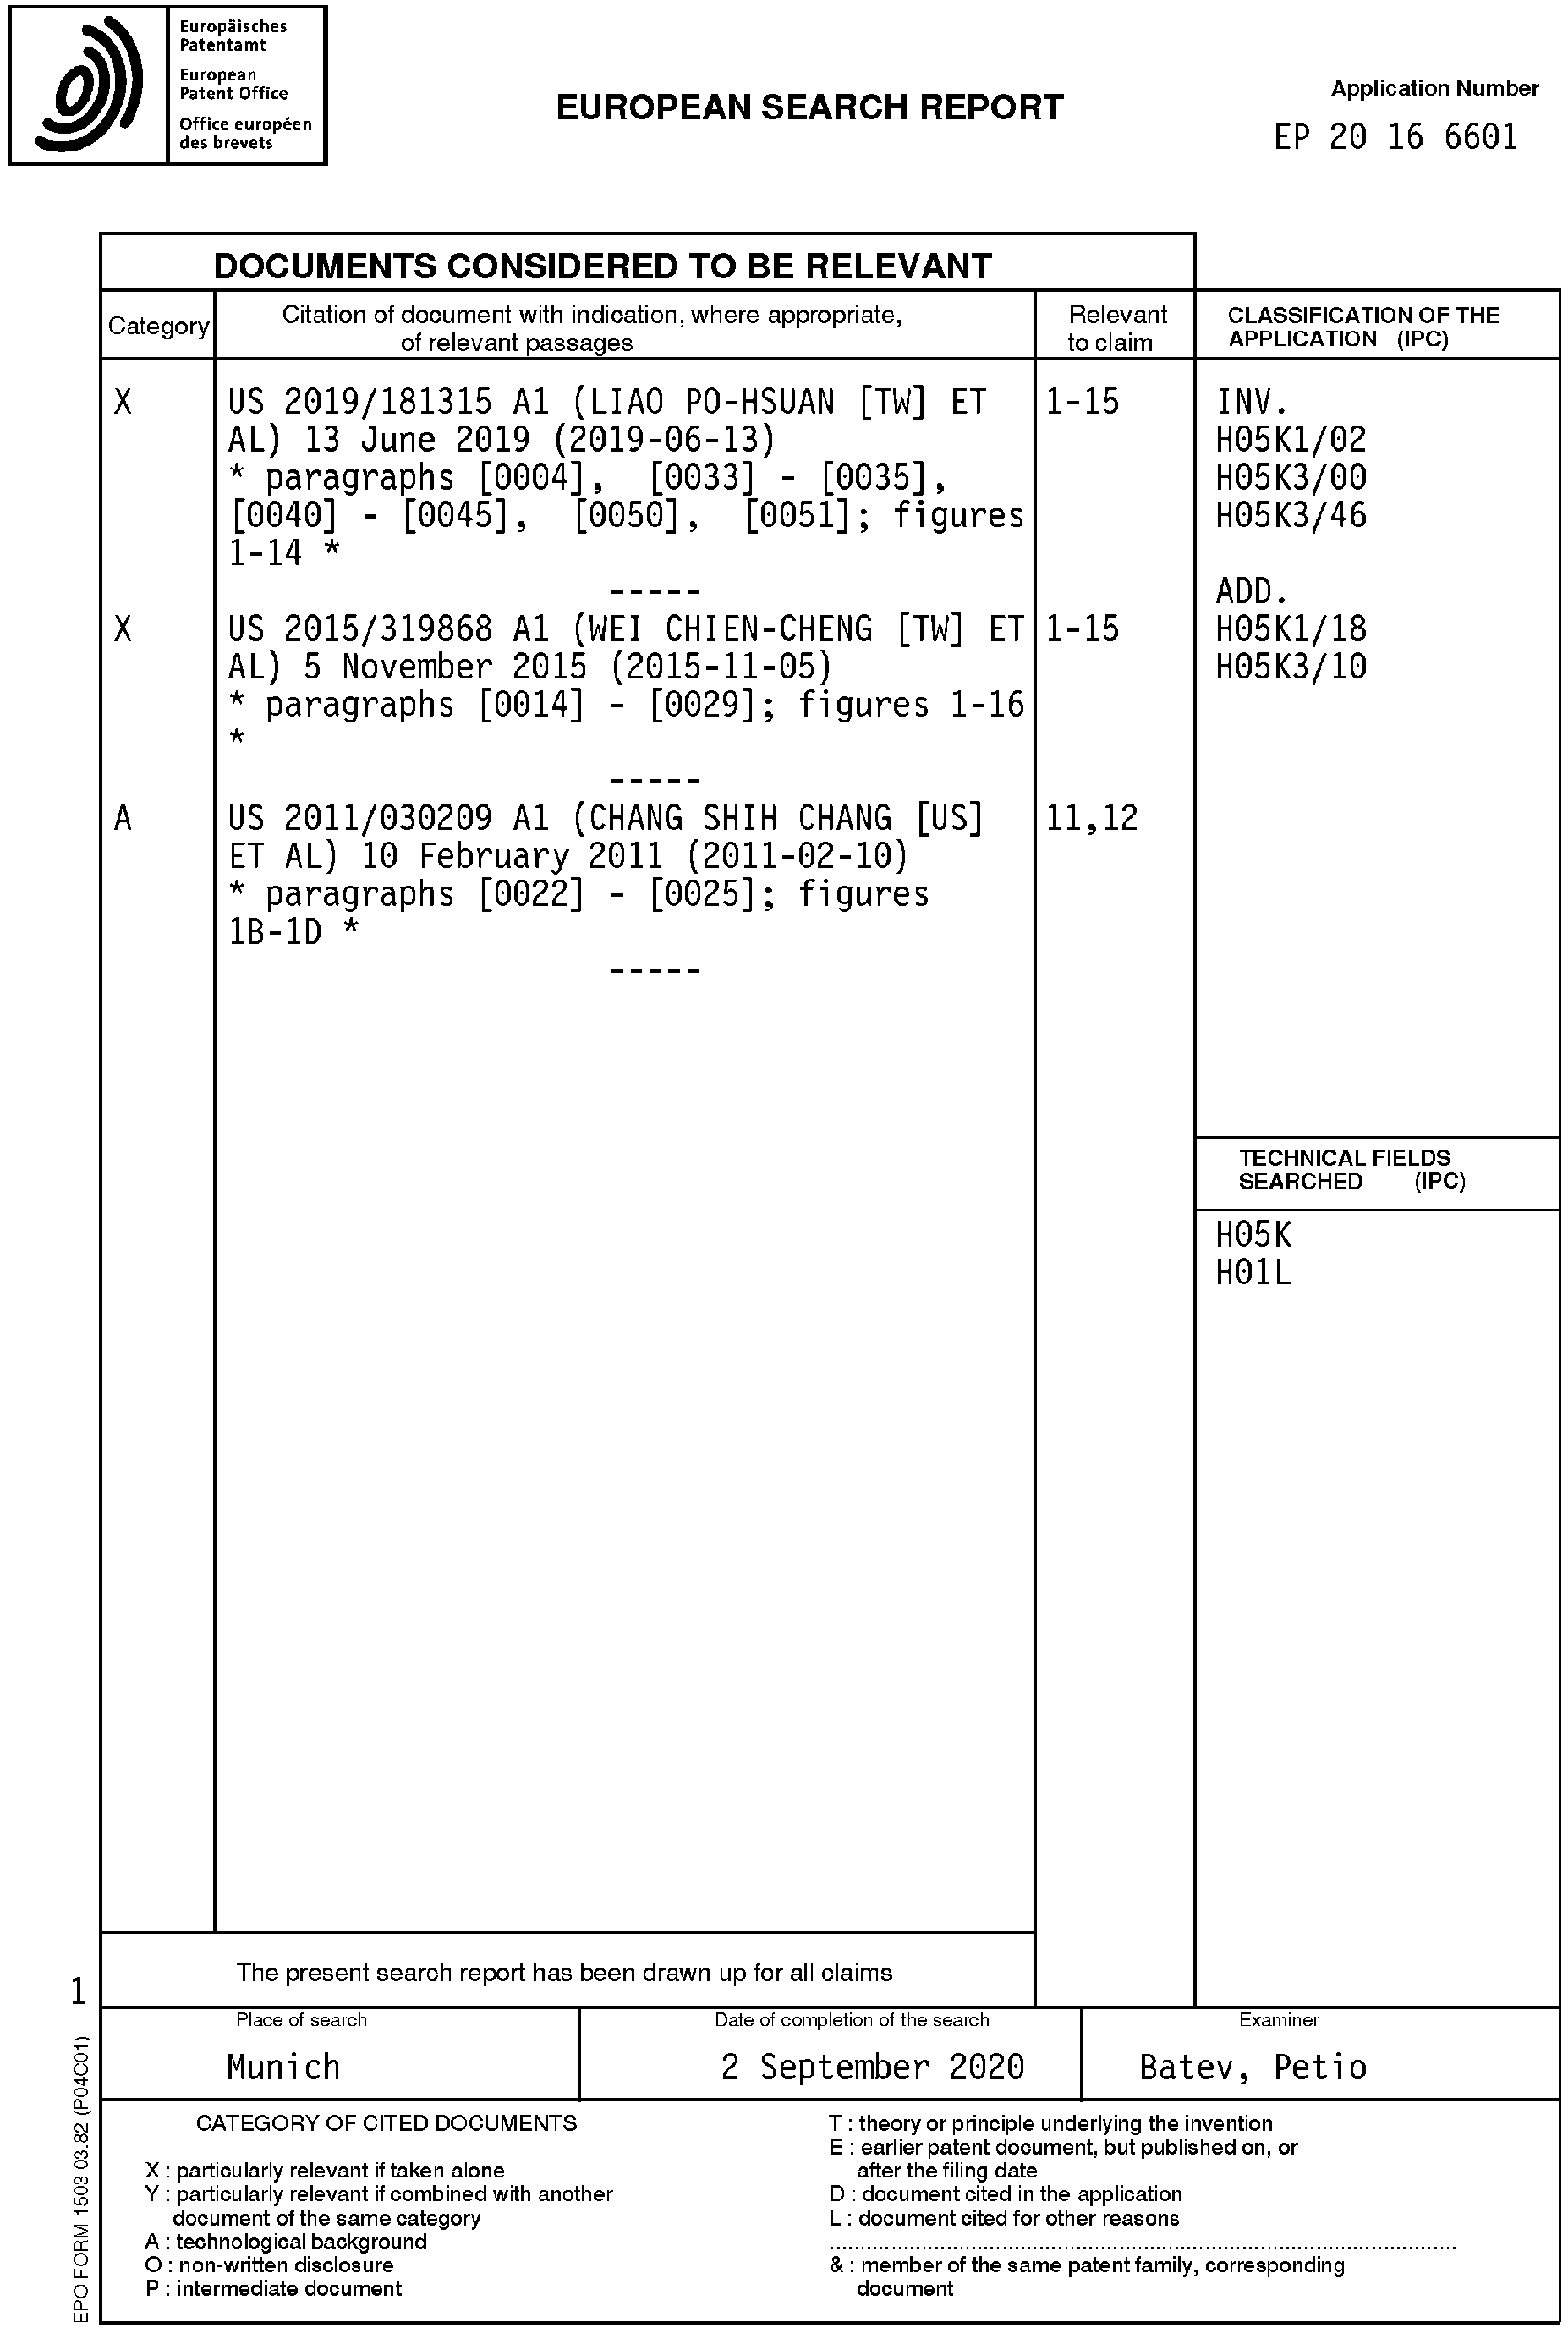 Europäisches
Patentamt
European
Patent Office
Office européen
des brevets
EUROPEAN SEARCH REPORT
Application Number
EP 20 16 6601
DOCUMENTS CONSIDERED TO BE RELEVANT
Category
Citation of document with indication, where appropriate,
of relevant passages
Relevant
to claim
CLASSIFICATION OF THE
APPLICATION (IPC)
X
US 2019/181315 A1 (LIAO PO-HSUAN [TW] ET
AL) 13 June 2019 (2019-06-13)
* paragraphs [0004], [0033] - [0035],
[0040] - [0045], [0050], [0051]; figures
1-14 *
-----
1-15
X
US 2015/319868 A1 (WEI CHIEN-CHENG [TW] ET
AL) 5 November 2015 (2015-11-05)
* paragraphs [0014] - [0029]; figures 1-16
*
-----
1-15
A
US 2011/030209 A1 (CHANG SHIH CHANG [US]
ET AL) 10 February 2011 (2011-02-10)
* paragraphs [0022] - [0025]; figures
1B-1D *
-----
11,12
INV.
H05K1/02
H05K3/00
H05K3/46
ADD.
H05K1/18
H05K3/10
TECHNICAL FIELDS
SEARCHED (IPC)
H05K
H01L
The present search report has been drawn up for all claims
1
Place of search
Munich
Date of completion of the search
2 September 2020
Examiner
Batev, Petio
CATEGORY OF CITED DOCUMENTS
X : particularly relevant if taken alone
Y : particularly relevant if combined with another
document of the same category
A : technological background
O : non-written disclosure
P : intermediate document
T : theory or principle underlying the invention
E : earlier patent document, but published on, or
after the filing date
D : document cited in the application
L : document cited for other reasons
& : member of the same patent family, corresponding
document
EPO FORM 1503 03.82 (P04C01)